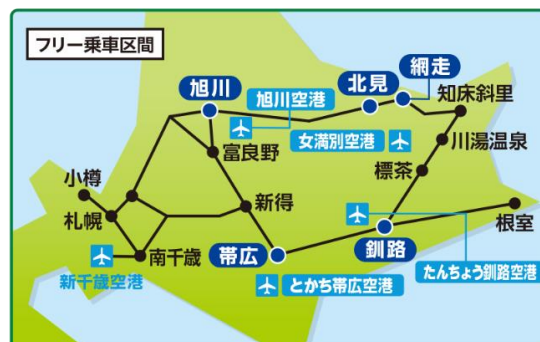 フリー乗車区間
旭川
北見
網走
旭川空港
知床斜里
女満別空港
川湯温泉
富良野
標茶
小樽
新得
札幌
根室
釧路
帯広
南千歳
新千歳空港
とかち帯広空港
たんちょう釧路空港